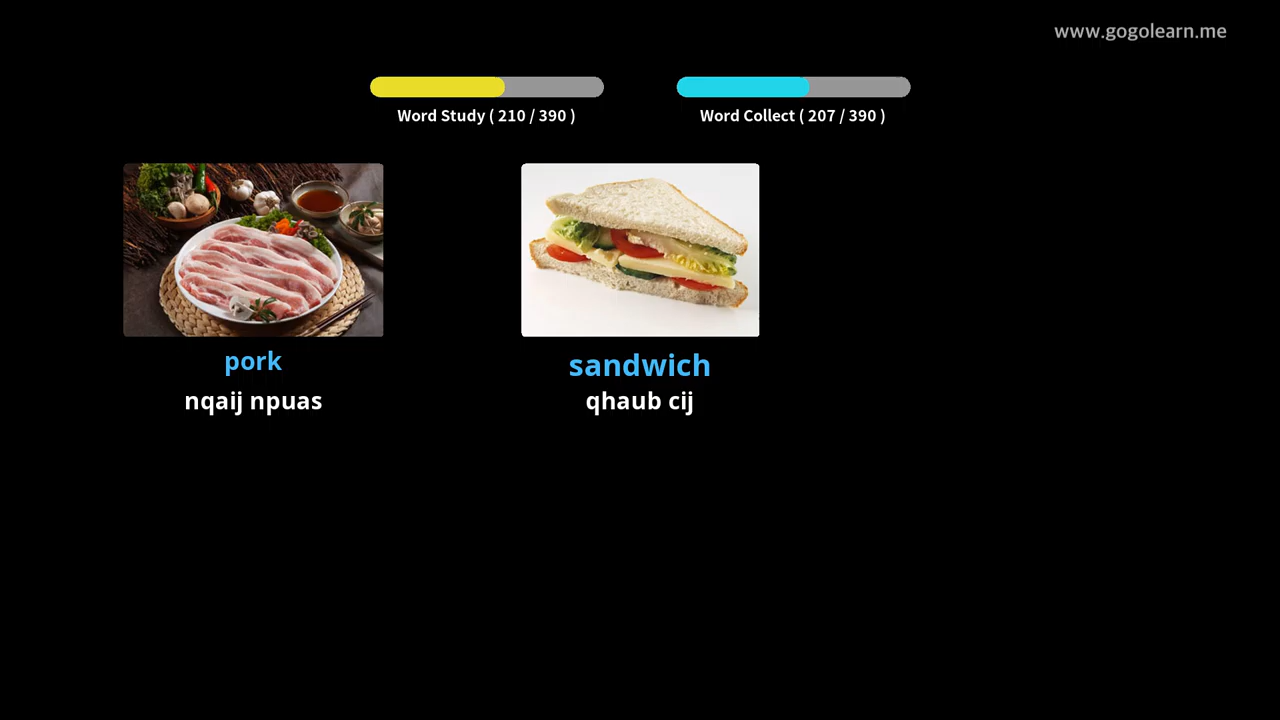 www.gogolearn.me
Word Study ( 210 / 390 )
Word Collect ( 207 / 390 )
pork
nqaij npuas
sandwich
qhaub cij